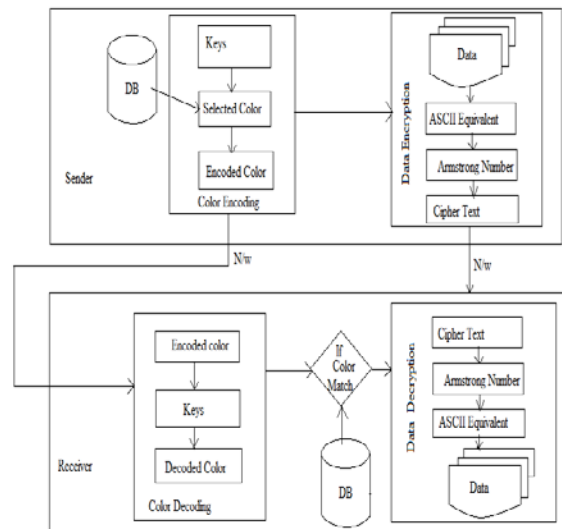 Keys
DB
Selected Color
Encoded Color
Color Encoding
Sender
Data Encryption
Data
ASCII Equivalent
Armstrong Number
Cipher Text
N/w
N/w
Encoded color
Keys
Decoded Color
Color Decoding
Receiver
If
Color
Match
DB
Data Decryption
Cipher Text
Armstrong Number
ASCII Equivalent
Data